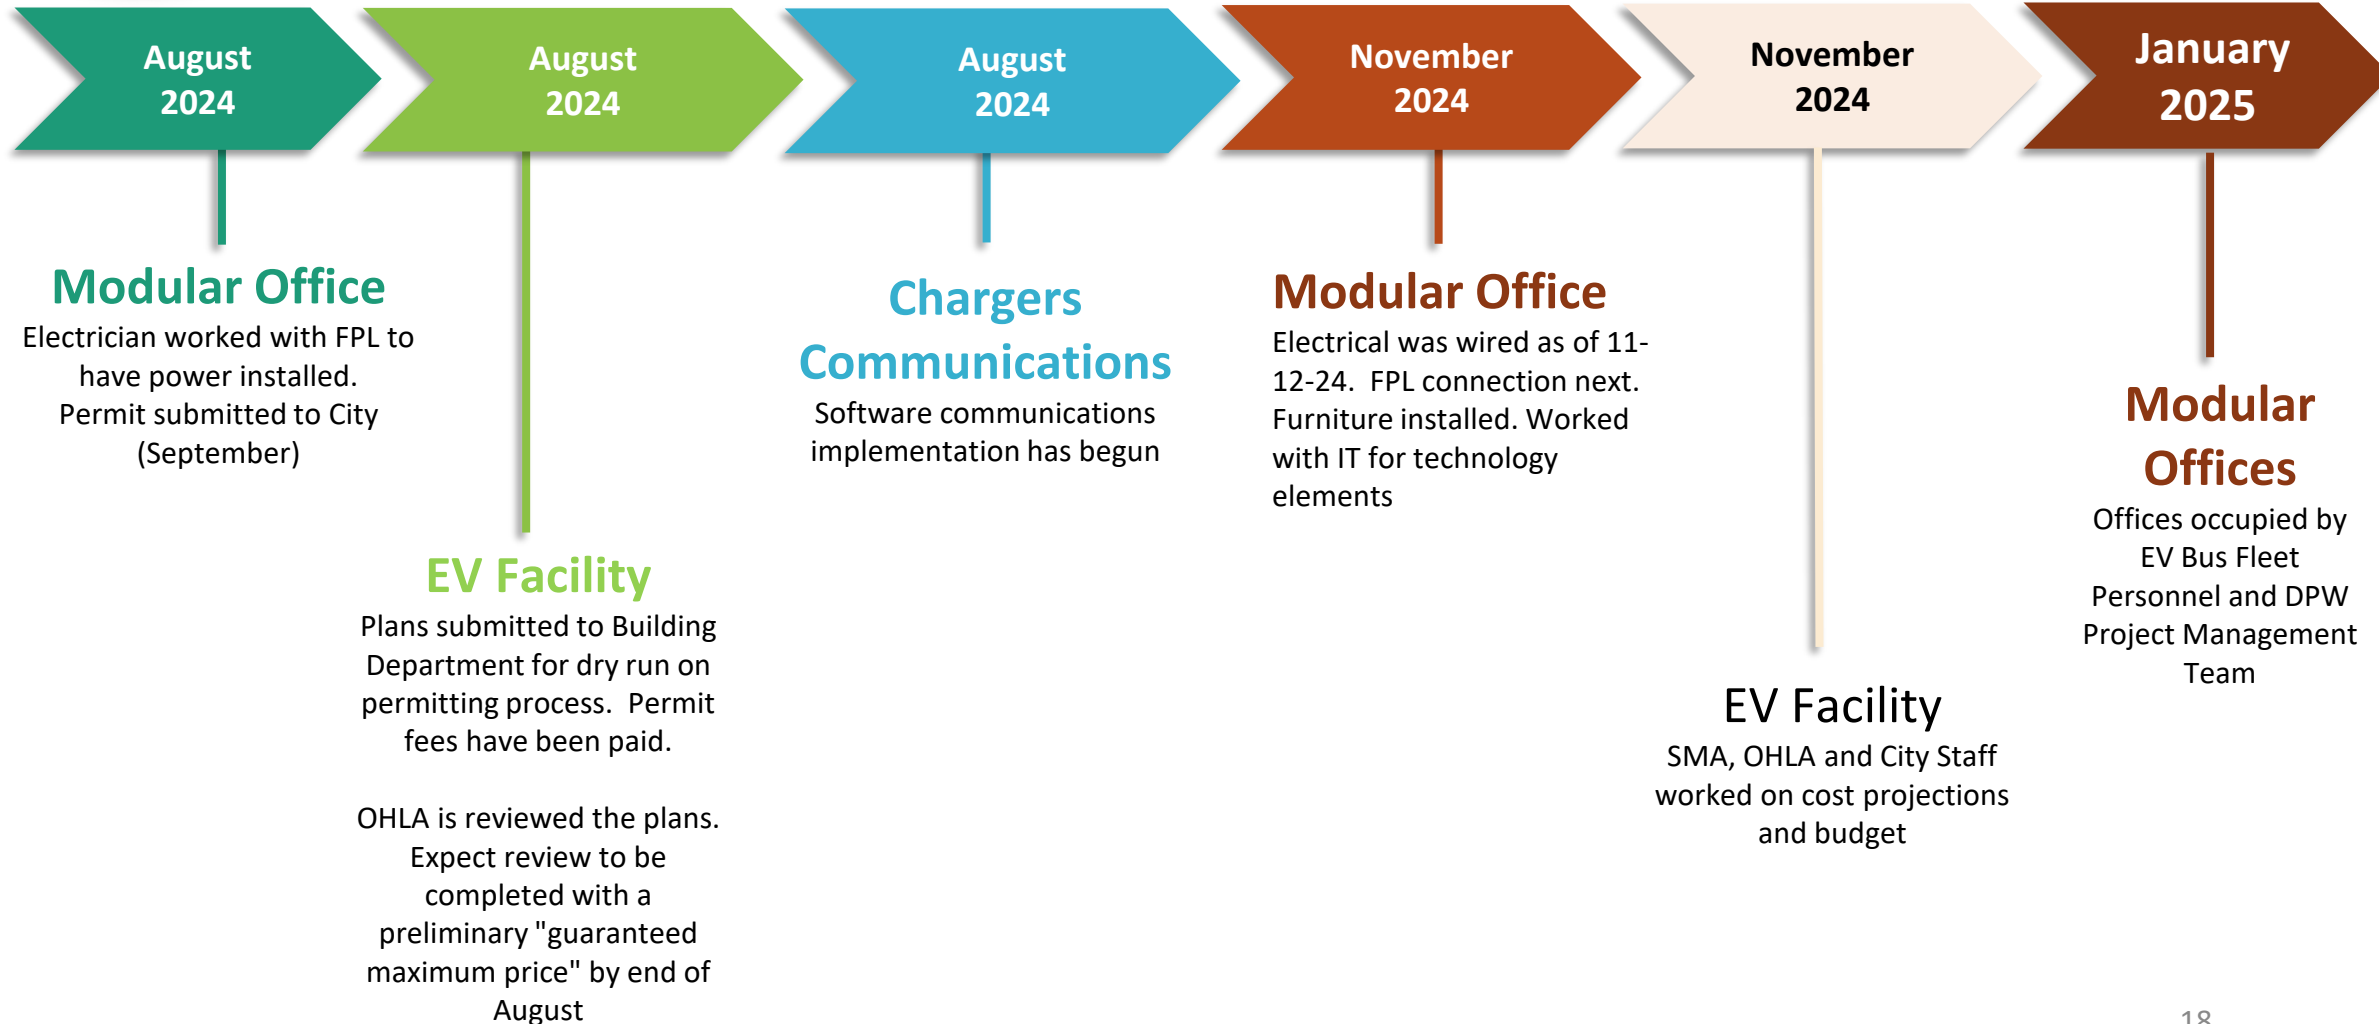 August
2024
August
2024
August
2024
November
2024
November
2024
January
2025
Modular Office
Electrician worked with FPL to
have power installed.
Permit submitted to City
(September)
EV Facility
Plans submitted to Building
Department for dry run on
permitting process.  Permit
fees have been paid.
OHLA is reviewed the plans.
Expect review to be
completed with a
preliminary "guaranteed
maximum price" by end of
August
Chargers
Communications
Software communications
implementation has begun
Modular Office
Electrical was wired as of 11-
12-24.  FPL connection next.
Furniture installed. Worked
with IT for technology
elements
EV Facility
SMA, OHLA and City Staff
worked on cost projections
and budget
Modular
Offices
Offices occupied by
EV Bus Fleet
Personnel and DPW
Project Management
Team
18